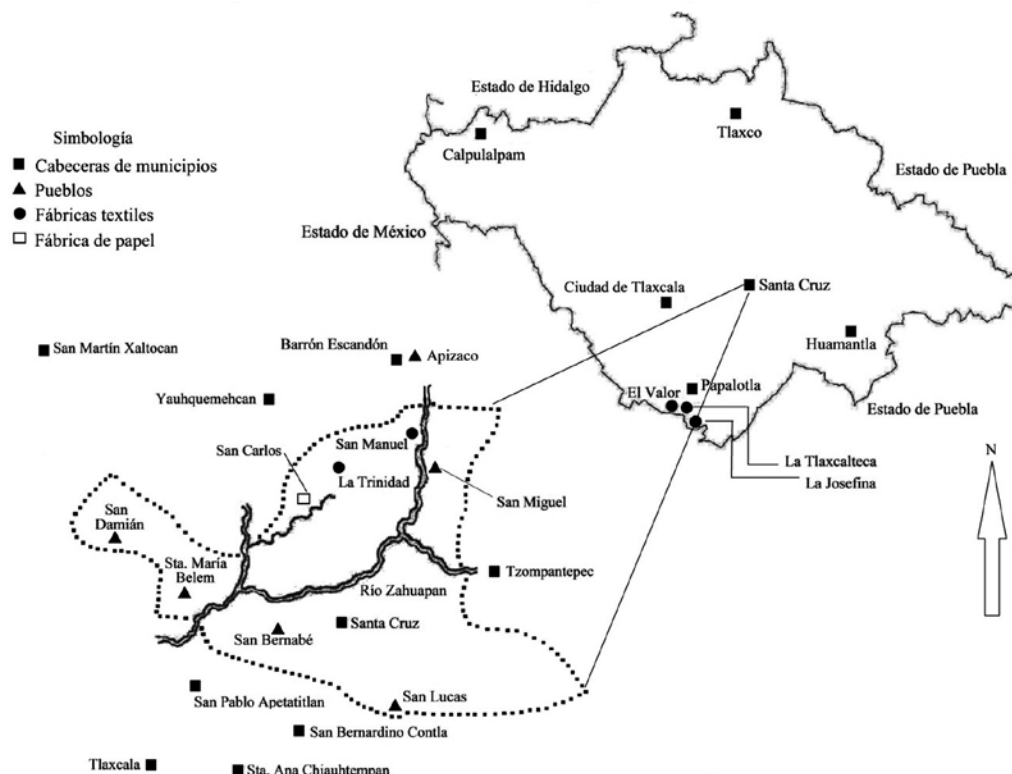 Simbología
Cabeceras de municipios
Pueblos
Fábricas textiles
Fábrica de papel
Estado de Hidalgo
Tlaxco
Calpulalpam
Estado de Puebla
Estado de México
Ciudad de Tlaxcala
Santa Cruz
Huamantla
Papalotla
El Valor
Estado de Puebla
La Tlaxcalteca
La Josefina
N
San Martín Xaltocan
Barrón Escandón
Apizaco
Yauhquemehcan
San Manuel
San Carlos
La Trinidad
San Miguel
San
Damián
Sta. María
Belem
Tzompantepec
Río Zahuapan
Santa Cruz
San Bernabé
San Pablo Apetatitlan
San Lucas
San Bernardino Contla
Tlaxcala
Sta. Ana Chiauhtempan